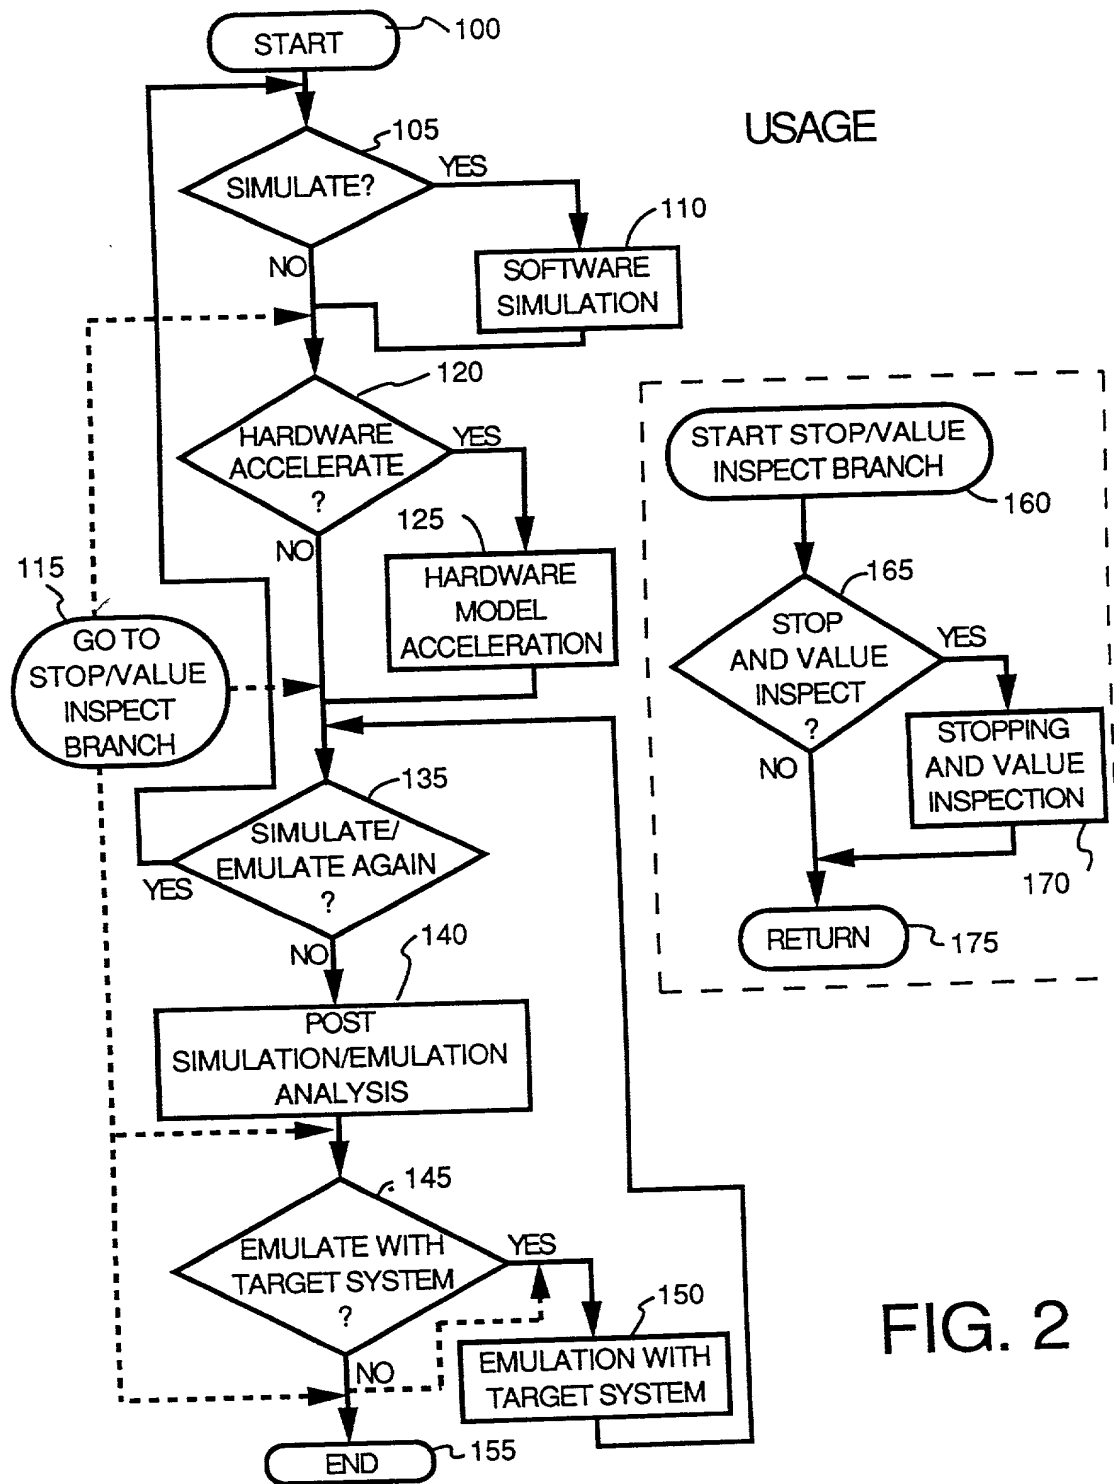 START
100
USAGE
105
SIMULATE?
YES
NO
110
SOFTWARE
SIMULATION
120
HARDWARE
ACCELERATE
?
YES
NO
125
HARDWARE
MODEL
ACCELERATION
115
GO TO
STOP/VALUE
INSPECT
BRANCH
135
SIMULATE/
EMULATE AGAIN
?
YES
NO
140
POST
SIMULATION/EMULATION
ANALYSIS
145
EMULATE WITH
TARGET SYSTEM
?
YES
NO
150
EMULATION WITH
TARGET SYSTEM
END
155
START STOP/VALUE
INSPECT BRANCH
160
165
STOP
AND VALUE
INSPECT
?
YES
NO
STOPPING
AND VALUE
INSPECTION
170
RETURN
175
FIG. 2